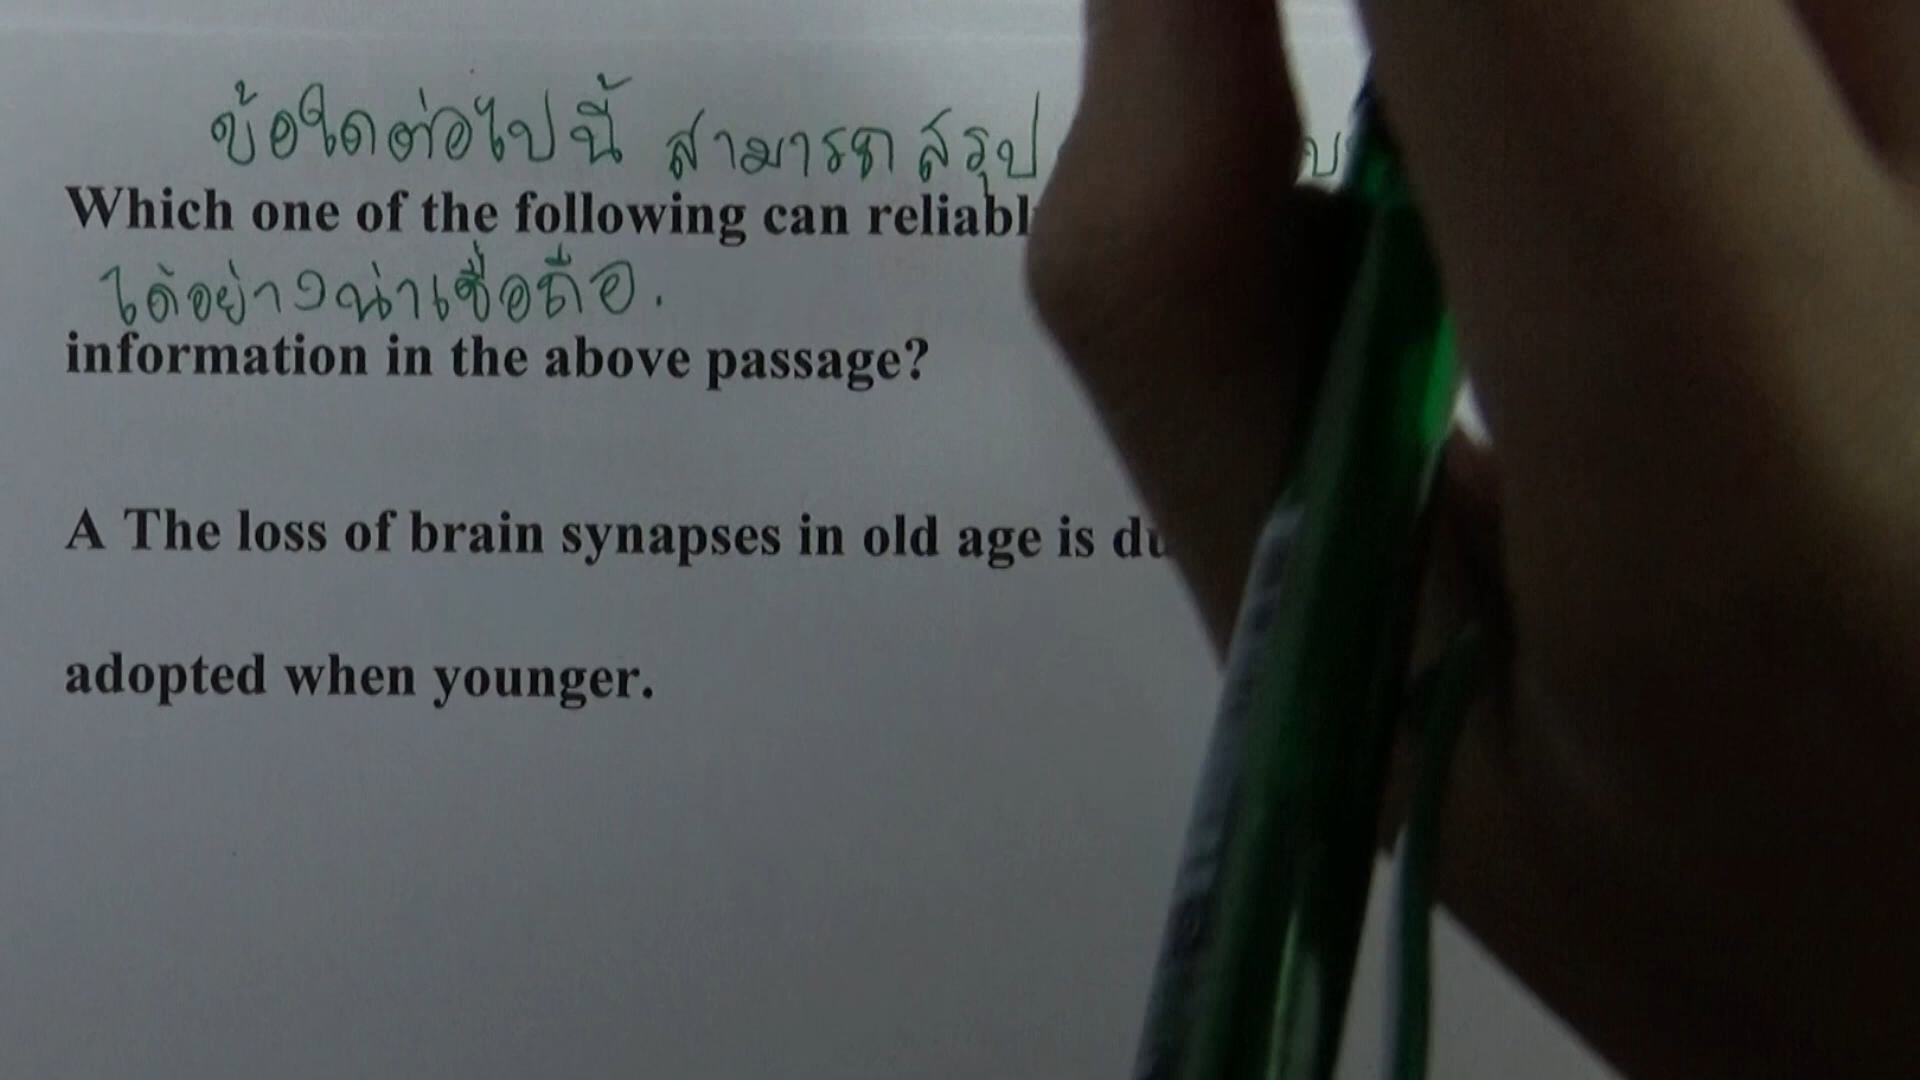 ข้อใดต่อไปนี้ สามารถสรุป
Which one of the following can
ได้อย่างน่าเชื่อถือ.
information in the above passage?
A The loss of brain synapses in old age is
adopted when younger.